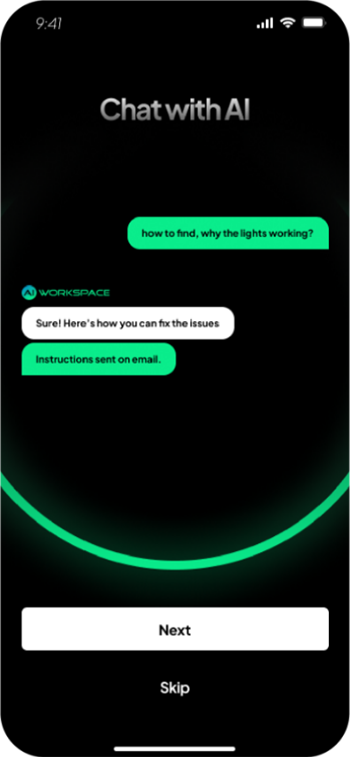 9:41
Chat with AI
how to find, why the lights working?
AI WORKSPACE
Sure! Here's how you can fix the issues
Instructions sent on email.
Next
Skip